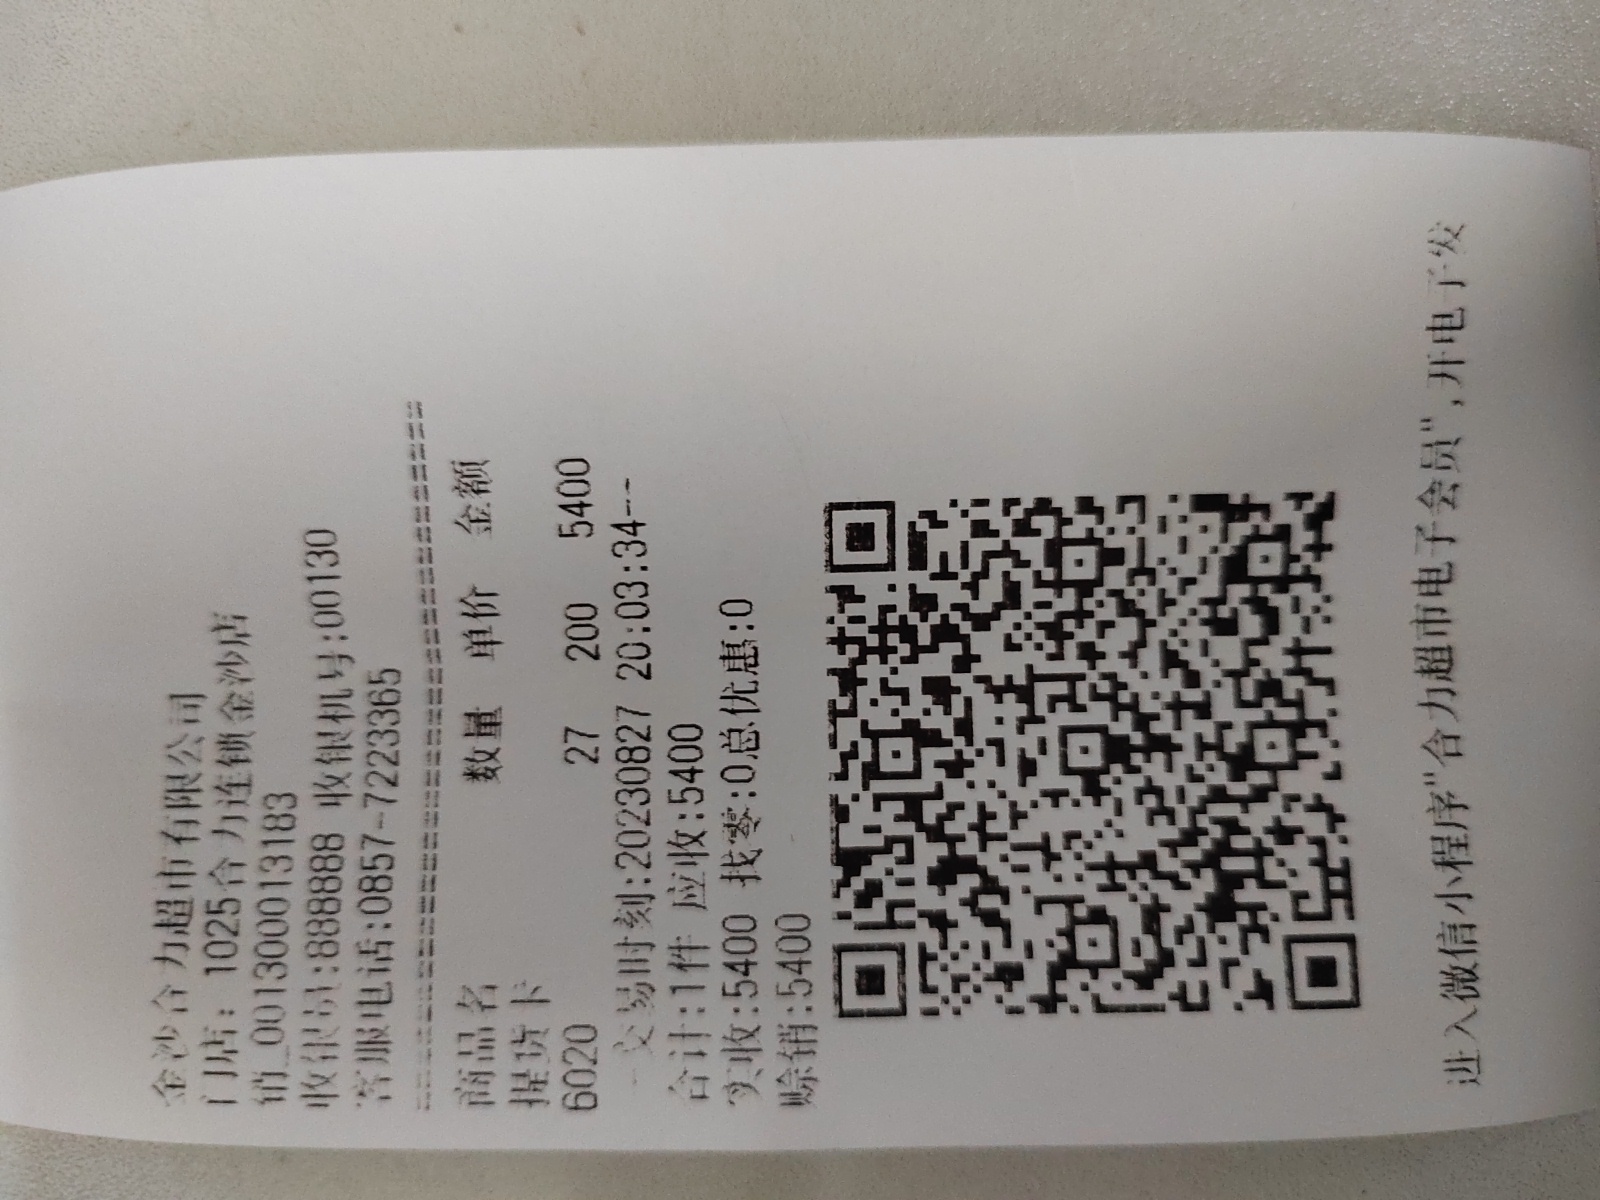 金沙合力超市有限公司
门店: 1025合力连锁金沙店
销_0013000013183
收银员:888888 收银机号:00130
客服电话:0857-7223365
================================
商品名 数量 单价 金额
提货卡
6020 27 200 5400
--交易时刻:20230827 20:03:34--
合计:1件 应收:5400
实收:5400 找零:0总优惠:0
赊销:5400
进入微信小程序"合力超市电子会员",开电子发